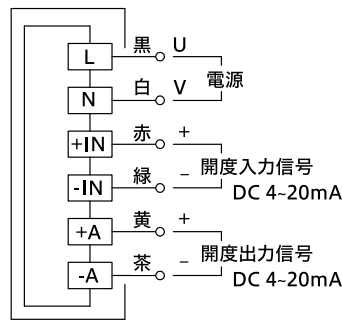 L 黒 U
N 白 V
電源
+IN 赤 +
-IN 緑 −
開度入力信号
DC 4~20mA
+A 黄 +
-A 茶 −
開度出力信号
DC 4~20mA